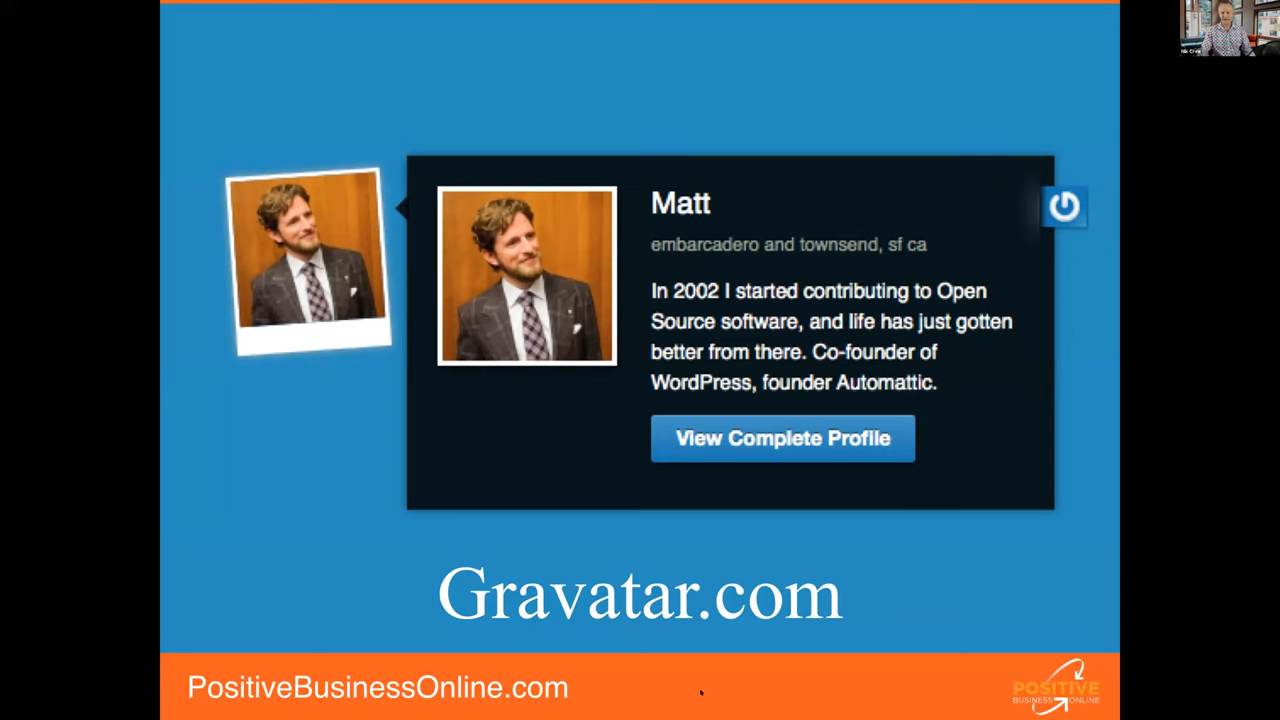 Matt
embarcadero and townsend, sf ca
In 2002 I started contributing to Open
Source software, and life has just gotten
better from there. Co-founder of
WordPress, founder Automattic.
View Complete Profile
Gravatar.com
PositiveBusinessOnline.com
POSITIVE
BUSINESS ONLINE